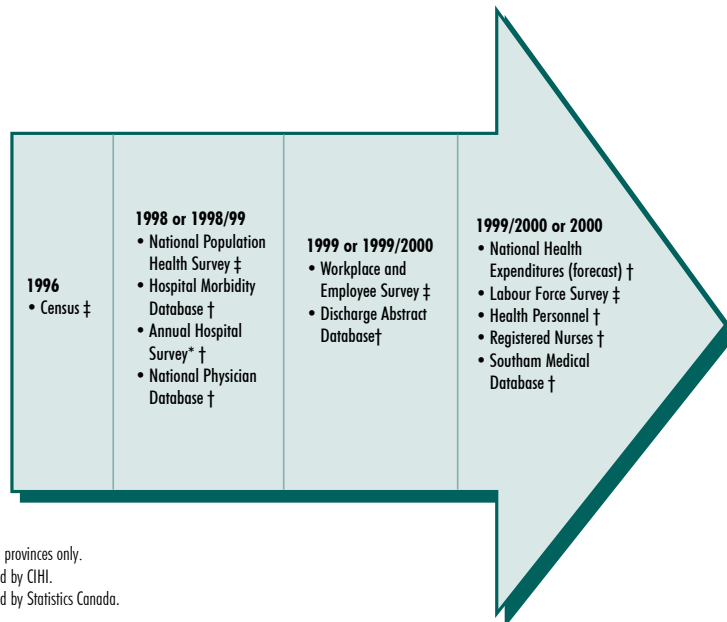 1996
• Census ‡
1998 or 1998/99
• National Population
Health Survey ‡
• Hospital Morbidity
Database †
• Annual Hospital
Survey* †
• National Physician
Database †
1999 or 1999/2000
• Workplace and
Employee Survey ‡
• Discharge Abstract
Database†
1999/2000 or 2000
• National Health
Expenditures (forecast) †
• Labour Force Survey ‡
• Health Personnel †
• Registered Nurses †
• Southam Medical
Database †
provinces only.
by CIHI.
by Statistics Canada.